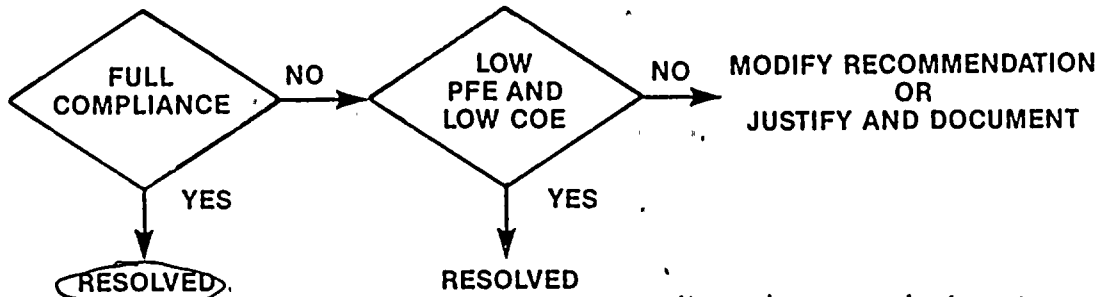 FULL
COMPLIANCE
NO
LOW
PFE AND
LOW COE
NO
MODIFY RECOMMENDATION
OR
JUSTIFY AND DOCUMENT
YES
YES
RESOLVED
RESOLVED